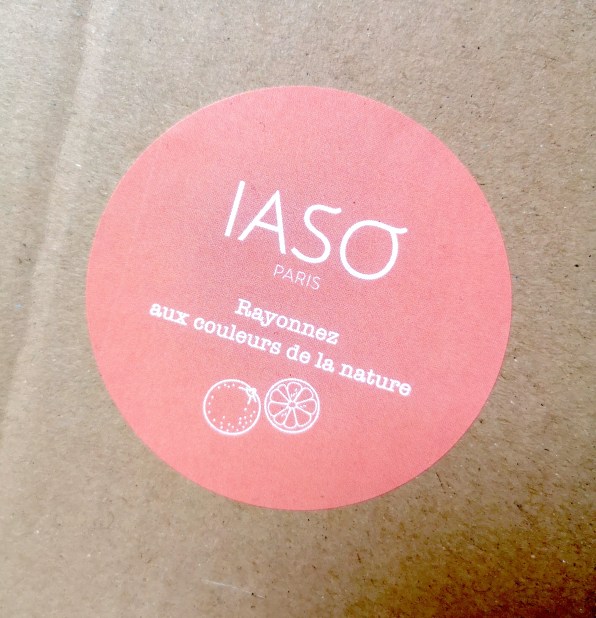 IASO
PARIS
Rayonnez
aux couleurs de la nature